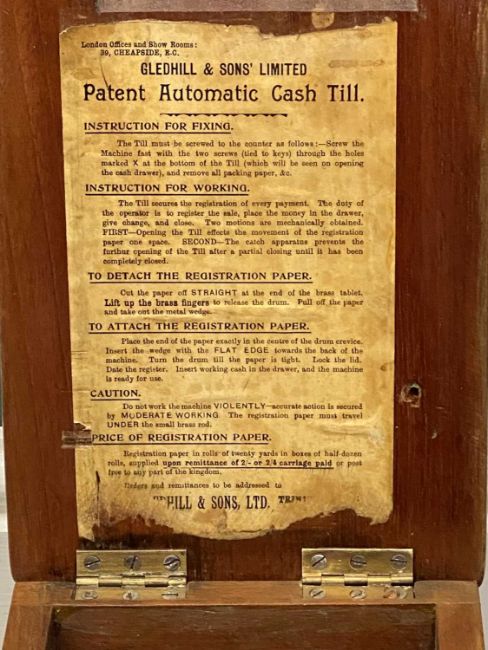 London Offices and Show Rooms:
39, CHEAPSIDE, E.C.
GLEDHILL & SONS' LIMITED
Patent Automatic Cash Till.
INSTRUCTION FOR FIXING.
The Till must be screwed to the counter as follows:—Screw the
Machine fast with the two screws (tied to keys) through the holes
marked X at the bottom of the Till (which will be seen on opening
the cash drawer), and remove all packing paper, &c.
INSTRUCTION FOR WORKING.
The Till secures the registration of every payment. The duty of
the operator is to register the sale, place the money in the drawer,
give change, and close. Two motions are mechanically obtained.
FIRST—Opening the Till effects the movement of the registration
paper one space. SECOND—The catch apparatus prevents the
further opening of the Till after a partial closing until it has been
completely closed.
TO DETACH THE REGISTRATION PAPER.
Cut the paper off STRAIGHT at the end of the brass tablet.
Lift up the brass fingers to release the drum. Pull off the paper
and take out the metal wedge.
TO ATTACH THE REGISTRATION PAPER.
Place the end of the paper exactly in the centre of the drum crevice.
Insert the wedge with the FLAT EDGE towards the back of the
machine. Turn the drum till the paper is tight. Lock the lid.
Date the register. Insert working cash in the drawer, and the machine
is ready for use.
CAUTION.
Do not work the machine VIOLENTLY—accurate action is secured
by MODERATE WORKING. The registration paper must travel
UNDER the small brass rod.
PRICE OF REGISTRATION PAPER.
Registration paper in rolls of twenty yards in boxes of half-dozen
rolls, supplied upon remittance of 2/- or 2/4 carriage paid or post
free to any part of the kingdom.
Orders and remittances to be addressed to
DHILL & SONS, LTD.